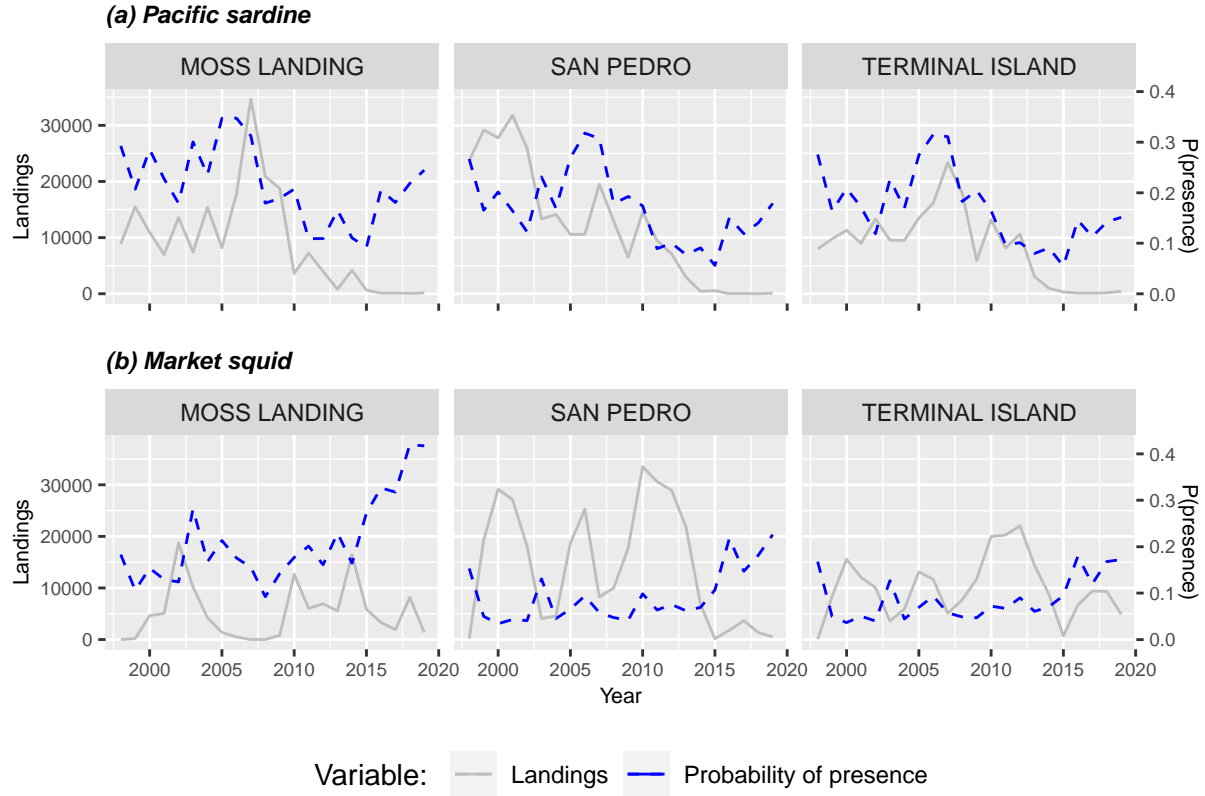 (a) Pacific sardine
MOSS LANDING SAN PEDRO TERMINAL ISLAND
0.4
30000
0.3
20000
0.2
10000
0.1
0
0.0
Landings
P(presence)
(b) Market squid
MOSS LANDING SAN PEDRO TERMINAL ISLAND
0.4
30000
0.3
20000
0.2
10000
0.1
0
0.0
Landings
P(presence)
2000 2005 2010 2015 2020 2000 2005 2010 2015 2020 2000 2005 2010 2015 2020
Year
Variable: Landings Probability of presence